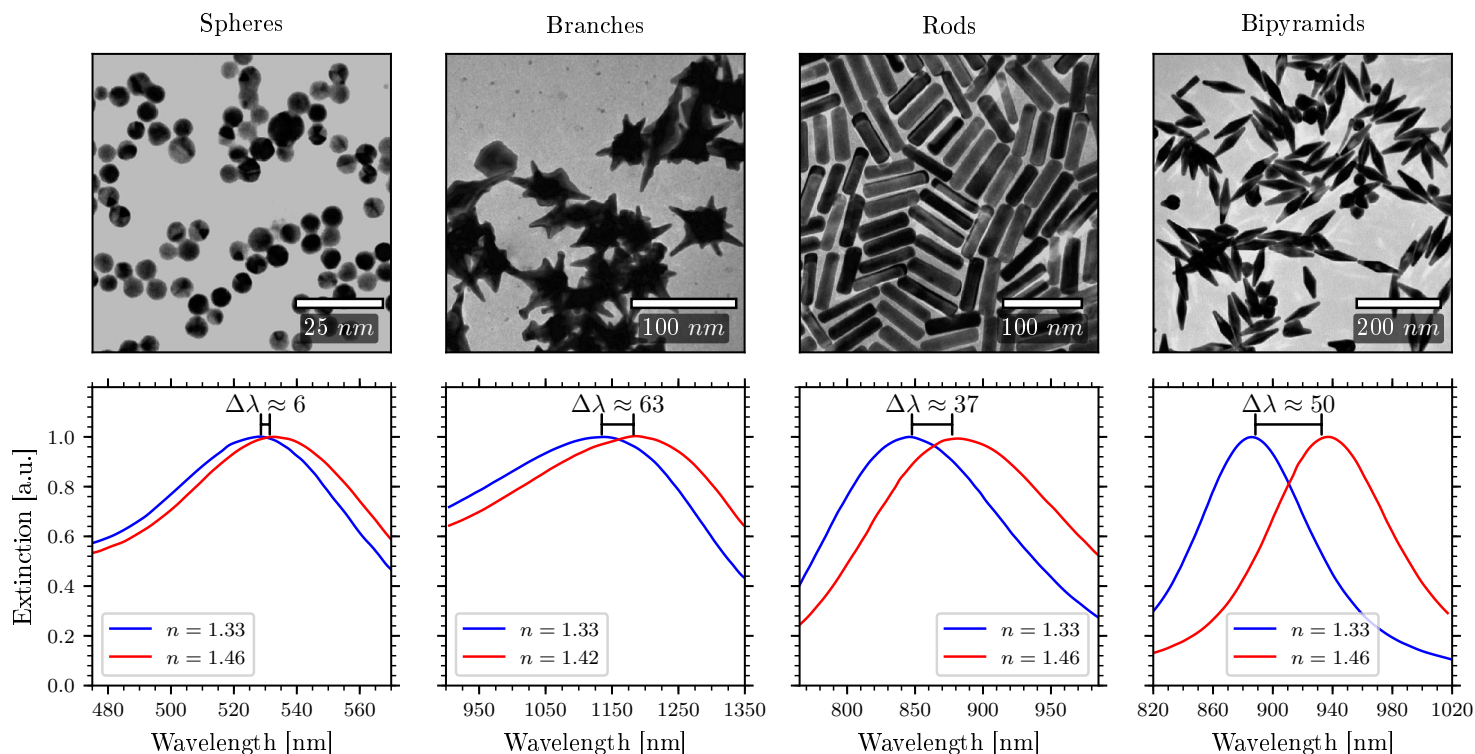 Spheres
Branches
Rods
Bipyramids
25 nm
100 nm
100 nm
200 nm
Δλ ≈ 6
Δλ ≈ 63
Δλ ≈ 37
Δλ ≈ 50
Extinction [a.u.]
1.0
0.8
0.6
0.4
0.2
0.0
n = 1.33
n = 1.46
n = 1.33
n = 1.42
n = 1.33
n = 1.46
n = 1.33
n = 1.46
480 500 520 540 560
950 1050 1150 1250 1350
800 850 900 950
820 860 900 940 980 1020
Wavelength [nm]
Wavelength [nm]
Wavelength [nm]
Wavelength [nm]